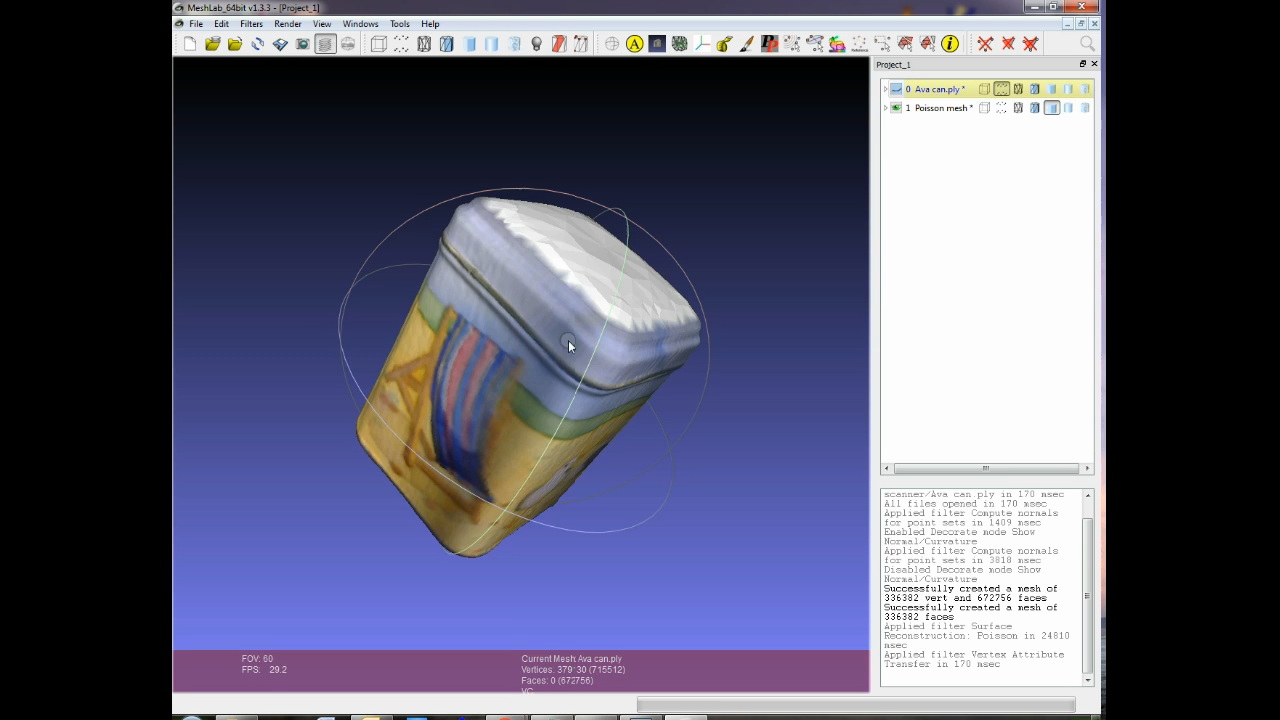 MeshLab_64bit v1.3.3 - [Project_1]
File Edit Filters Render View Windows Tools Help
Project_1
0 Ava can.ply *
1 Poisson mesh *
scanner/Ava can.ply in 170 msec
All files opened in 170 msec
Applied filter Compute normals
for point sets in 1409 msec
Enabled Decorate mode Show
Normal/Curvature
Applied filter Compute normals
for point sets in 3818 msec
Disabled Decorate mode Show
Normal/Curvature
Successfully created a mesh of
336382 vert and 672756 faces
Successfully created a mesh of
336382 faces
Applied filter Surface
Reconstruction: Poisson in 24810
msec
Applied filter Vertex Attribute
Transfer in 170 msec
FOV: 60
FPS: 29.2
Current Mesh: Ava can.ply
Vertices: (715512)
Faces: 0 (672756)
VC